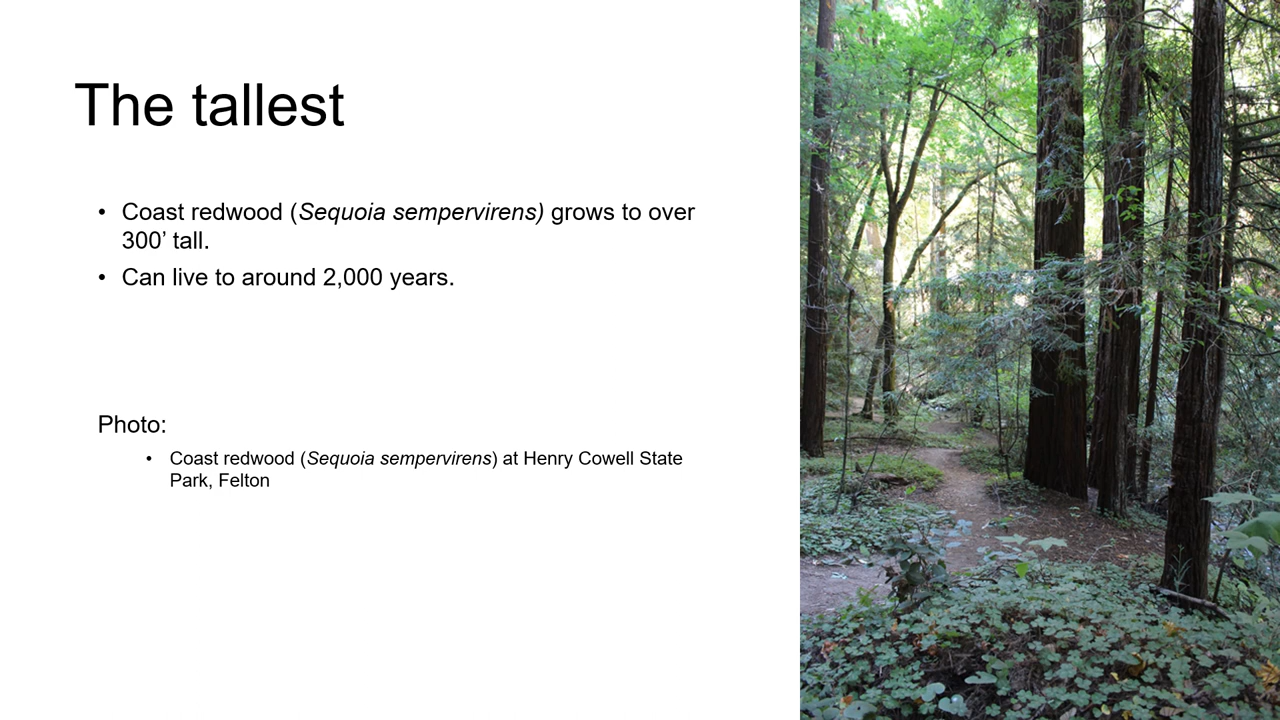 The tallest
• Coast redwood (Sequoia sempervirens) grows to over
300’ tall.
• Can live to around 2,000 years.
Photo:
• Coast redwood (Sequoia sempervirens) at Henry Cowell State
Park, Felton